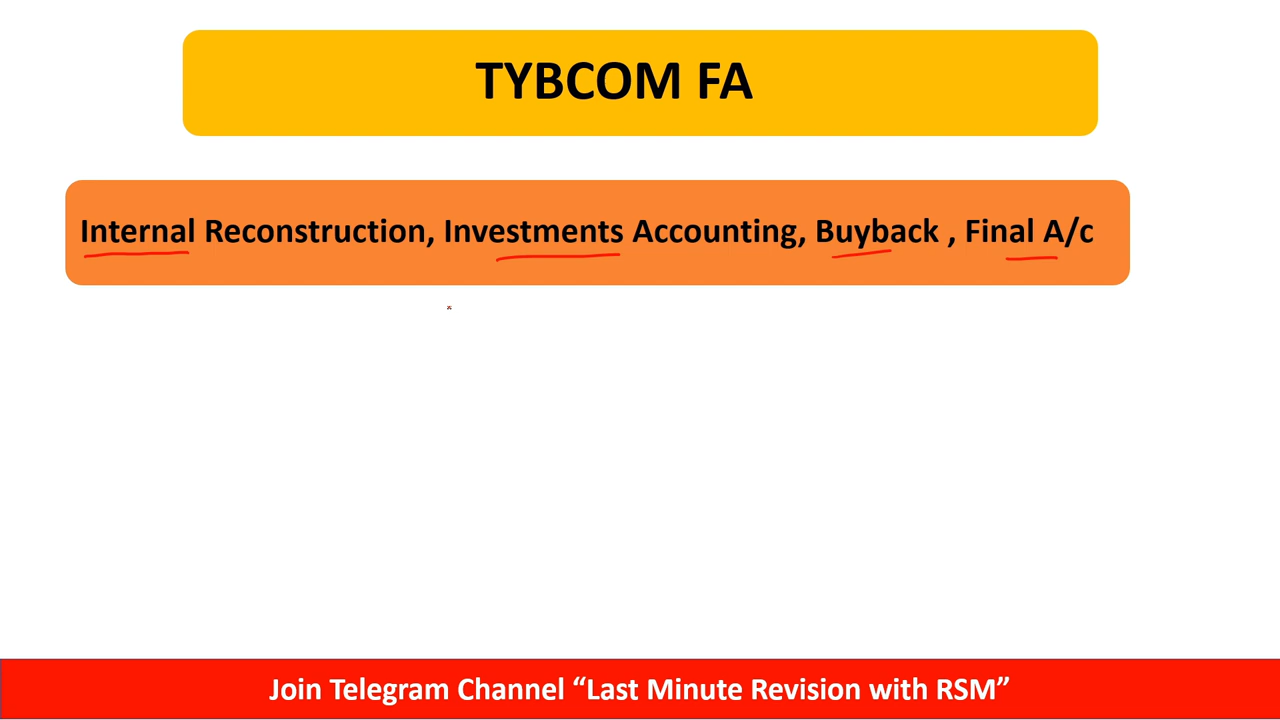 TYBCOM FA
Internal Reconstruction, Investments Accounting, Buyback , Final A/c
Join Telegram Channel “Last Minute Revision with RSM”